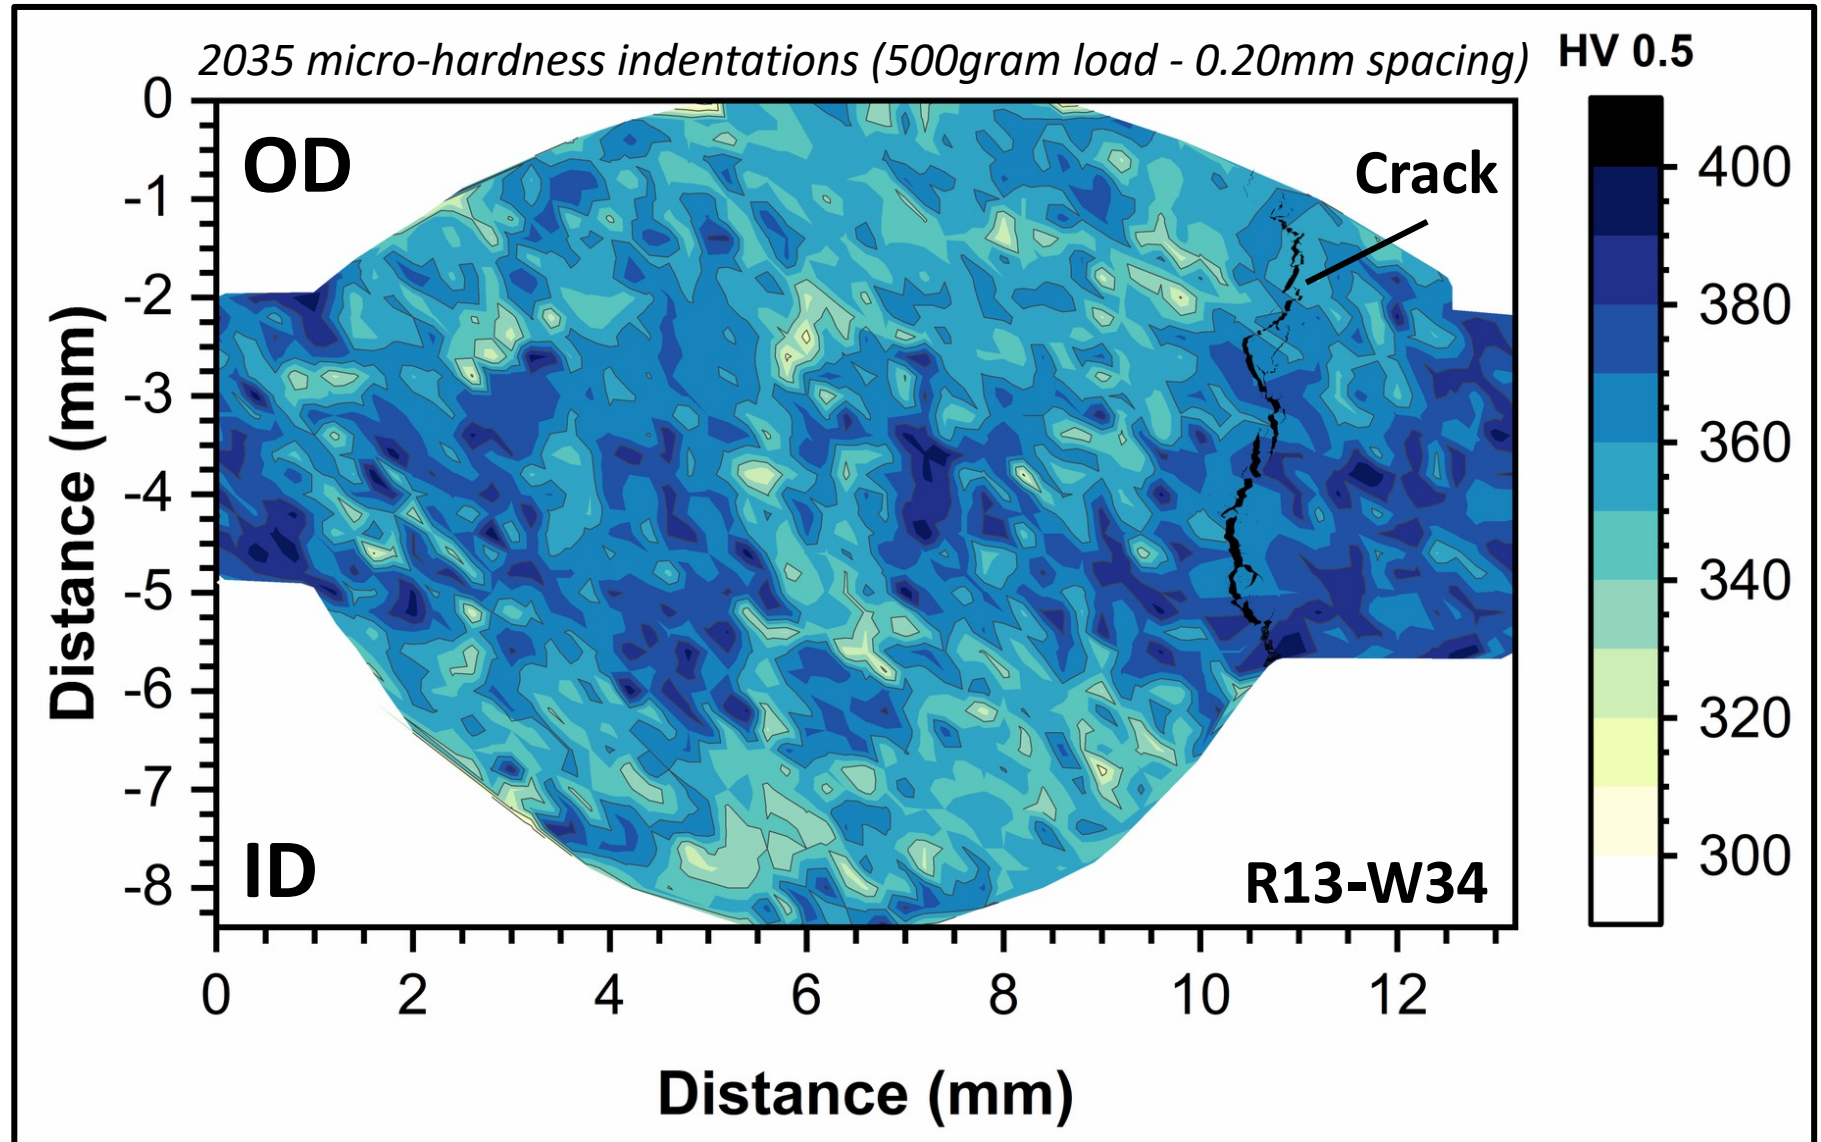 2035 micro-hardness indentations (500gram load - 0.20mm spacing)
HV 0.5
OD
Crack
ID
R13-W34
0
-1
-2
-3
-4
-5
-6
-7
-8
Distance (mm)
0 2 4 6 8 10 12
Distance (mm)
400
380
360
340
320
300